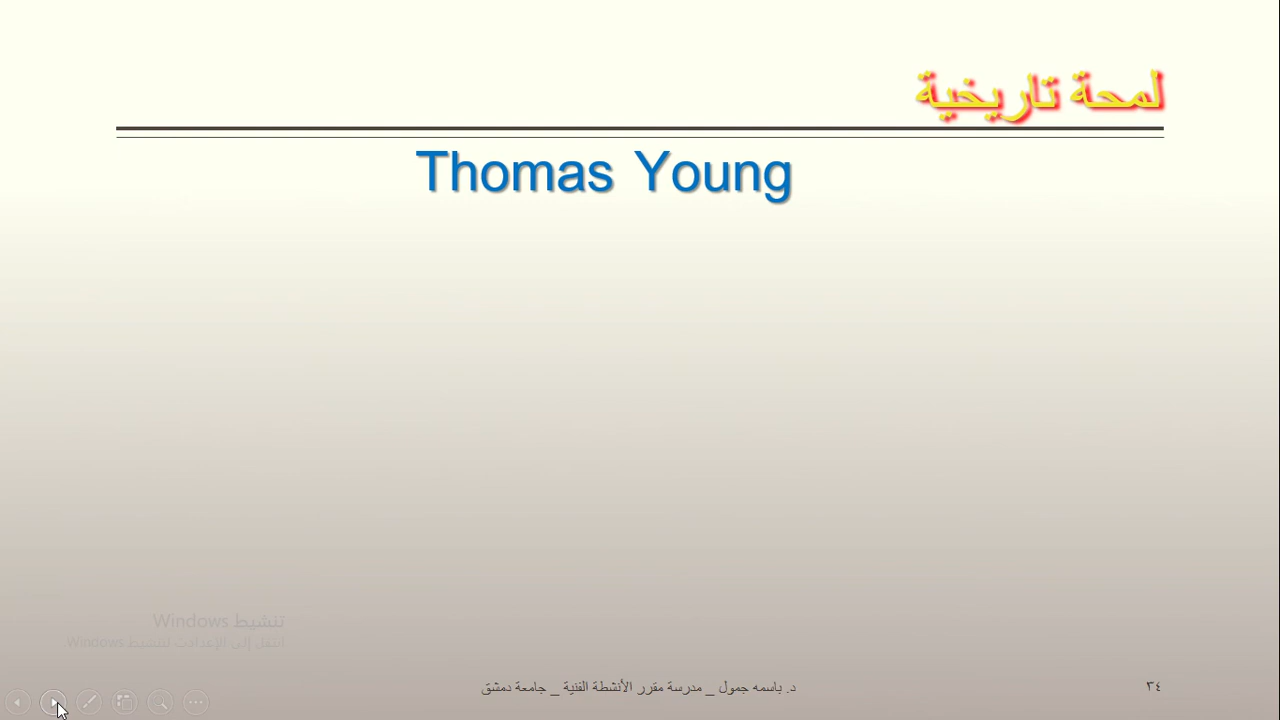 لمحة تاريخية
Thomas Young
تنشيط Windows
انتقل إلى الإعدادات لتنشيط Windows.
د. باسمه جمول _ مدرسة مقرر الأنشطة الفنية _ جامعة دمشق
٣٤